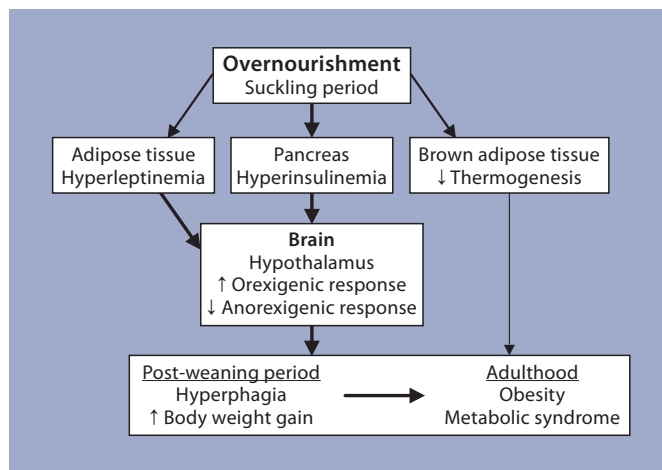 Overnourishment
Suckling period
Adipose tissue
Hyperleptinemia
Pancreas
Hyperinsulinemia
Brown adipose tissue
↓ Thermogenesis
Brain
Hypothalamus
↑ Orexigenic response
↓ Anorexigenic response
Post-weaning period
Hyperphagia
↑ Body weight gain
Adulthood
Obesity
Metabolic syndrome